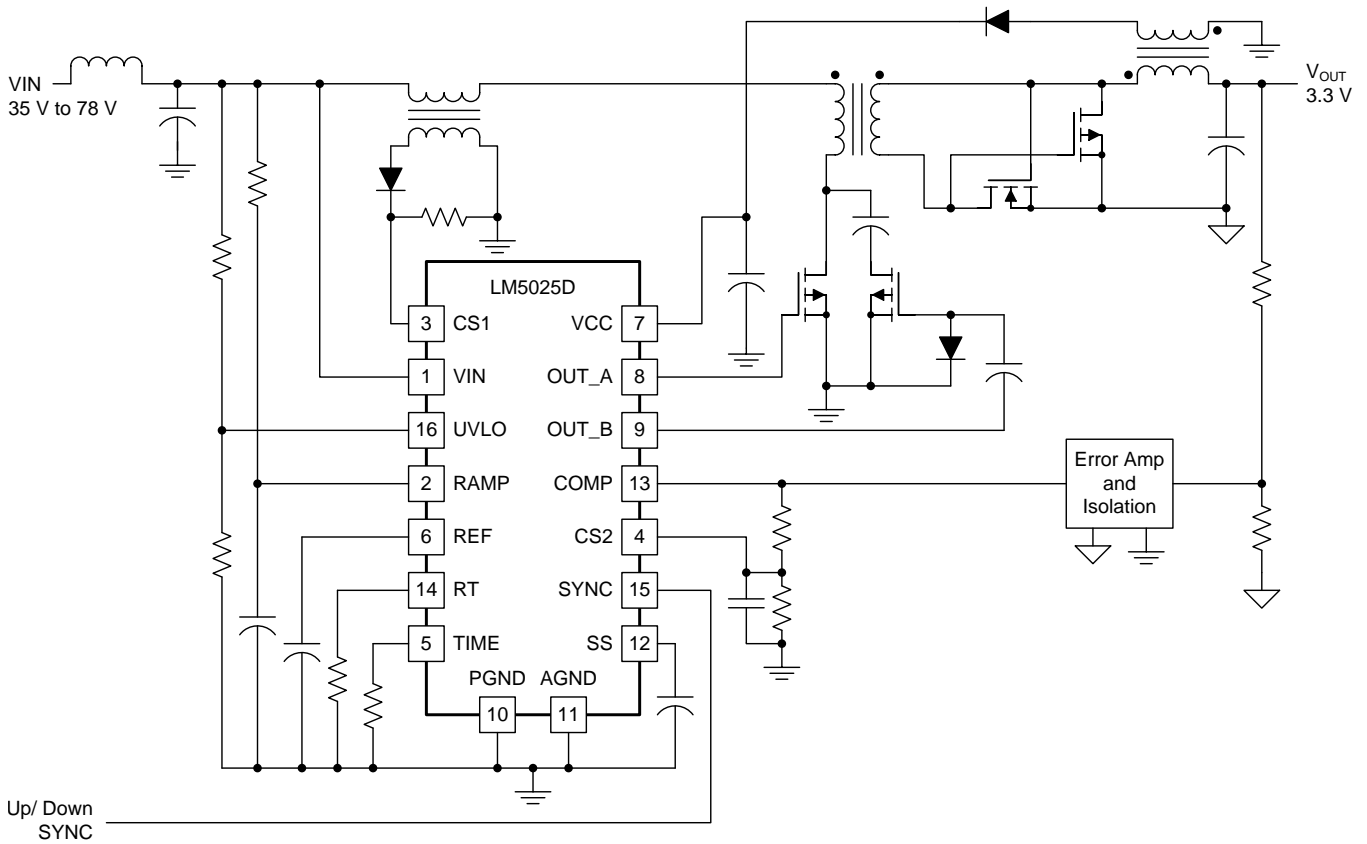 VIN
35 V to 78 V
VOUT
3.3 V
LM5025D
3 CS1
VCC 7
1 VIN
OUT_A 8
16 UVLO
OUT_B 9
2 RAMP
COMP 13
6 REF
CS2 4
14 RT
SYNC 15
5 TIME
SS 12
PGND AGND
10 11
Error Amp
and
Isolation
Up/ Down
SYNC